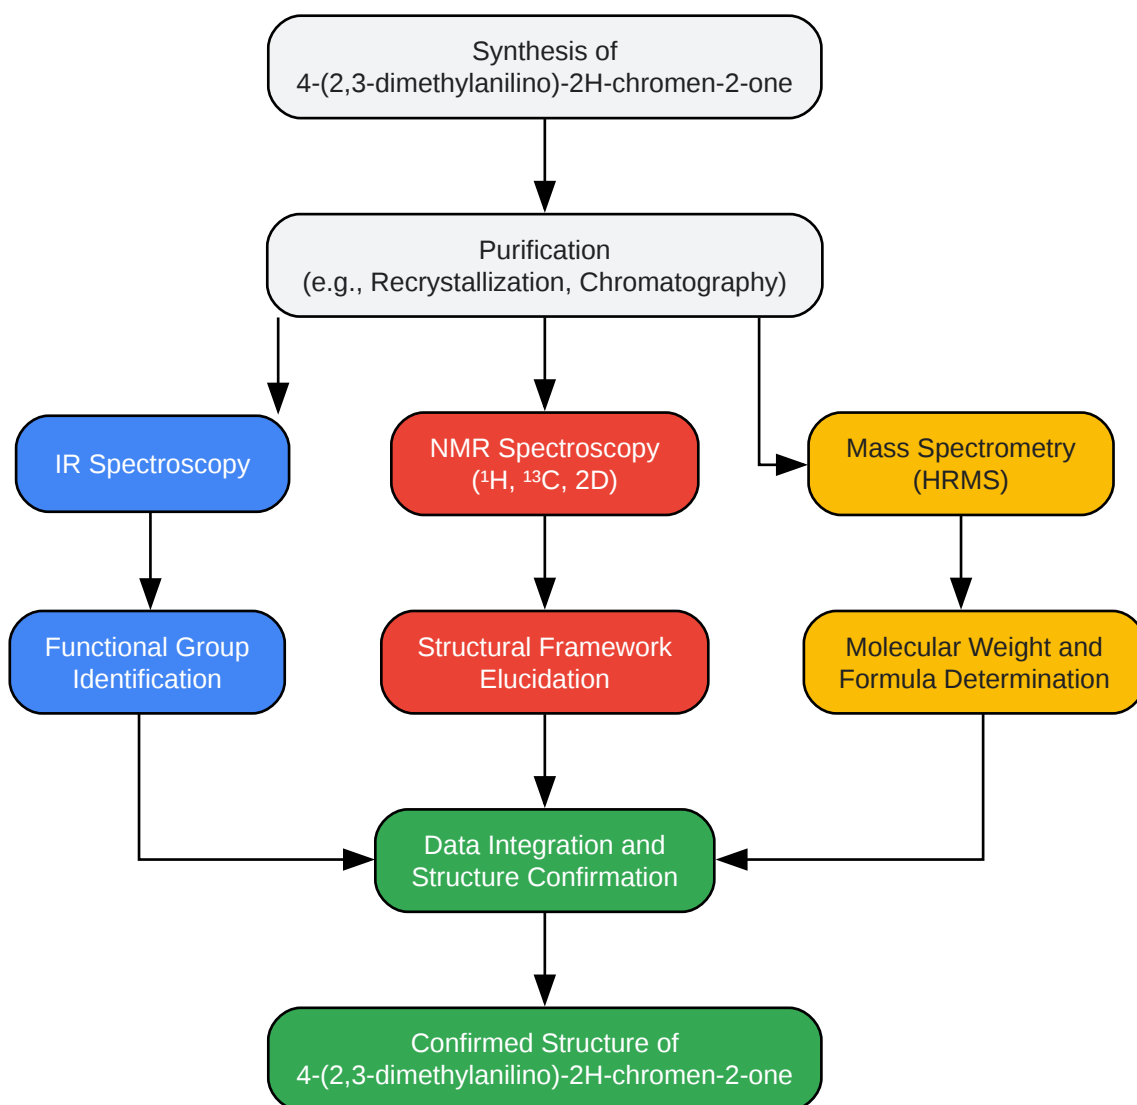 Synthesis of
4-(2,3-dimethylanilino)-2H-chromen-2-one
Purification
(e.g., Recrystallization, Chromatography)
IR Spectroscopy
NMR Spectroscopy
(¹H, ¹³C, 2D)
Mass Spectrometry
(HRMS)
Functional Group
Identification
Structural Framework
Elucidation
Molecular Weight and
Formula Determination
Data Integration and
Structure Confirmation
Confirmed Structure of
4-(2,3-dimethylanilino)-2H-chromen-2-one